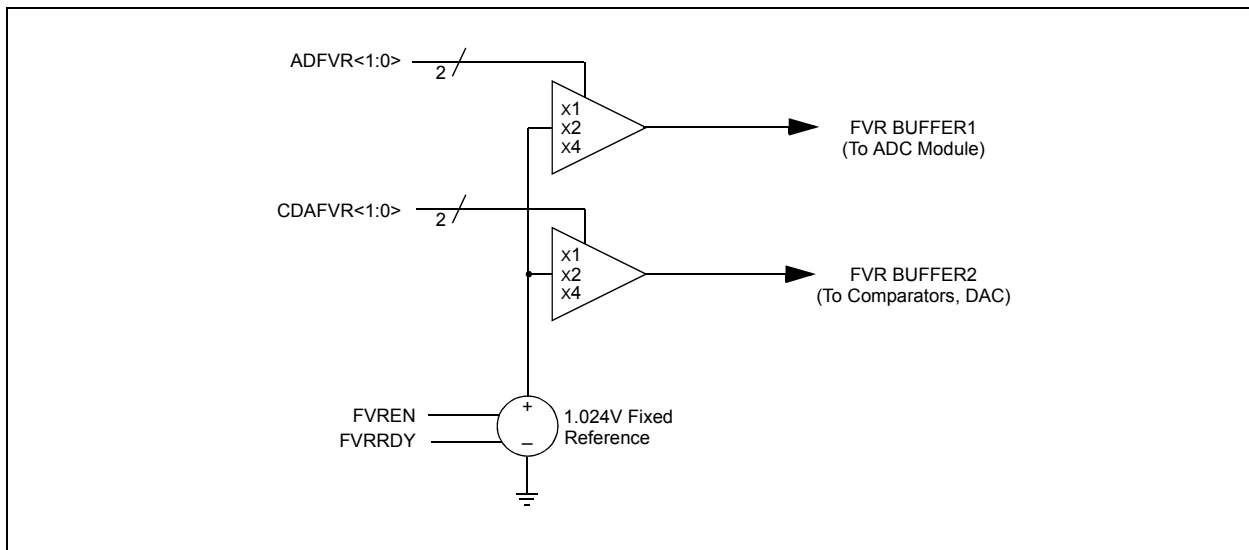 ADFVR<1:0>
2
X1
X2
X4
FVR BUFFER1
(To ADC Module)
CDAFVR<1:0>
2
X1
X2
X4
FVR BUFFER2
(To Comparators, DAC)
FVREN
FVRRDY
+
–
1.024V Fixed
Reference